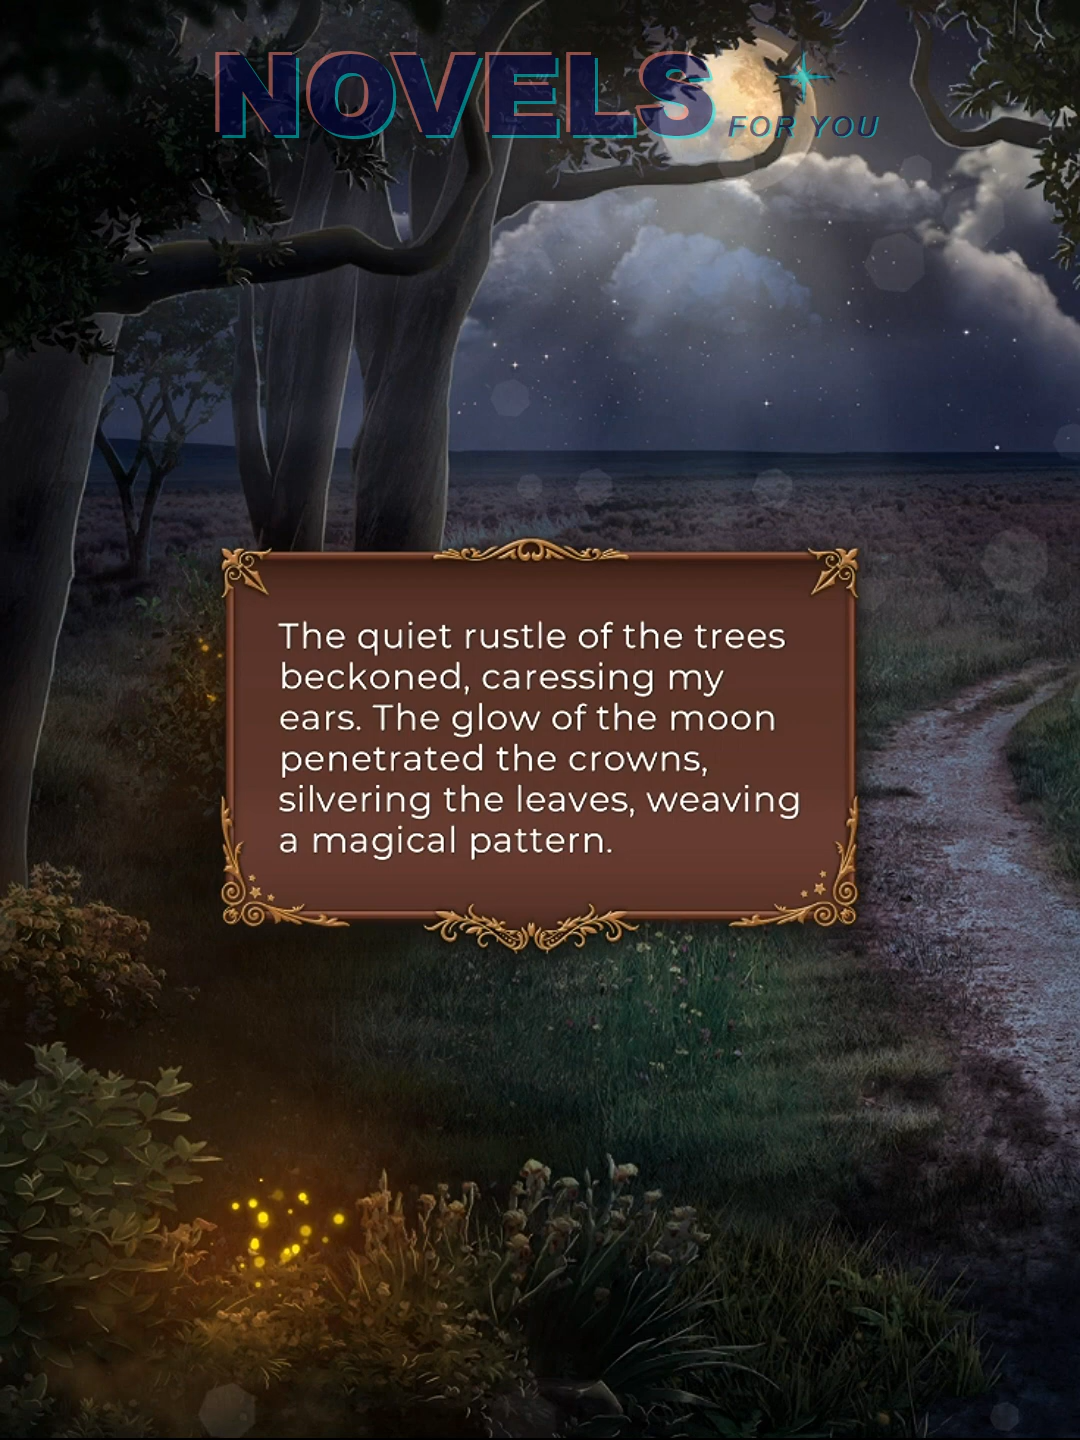 NOVELS
FOR YOU
The quiet rustle of the trees
beckoned, caressing my
ears. The glow of the moon
penetrated the crowns,
silvering the leaves, weaving
a magical pattern.